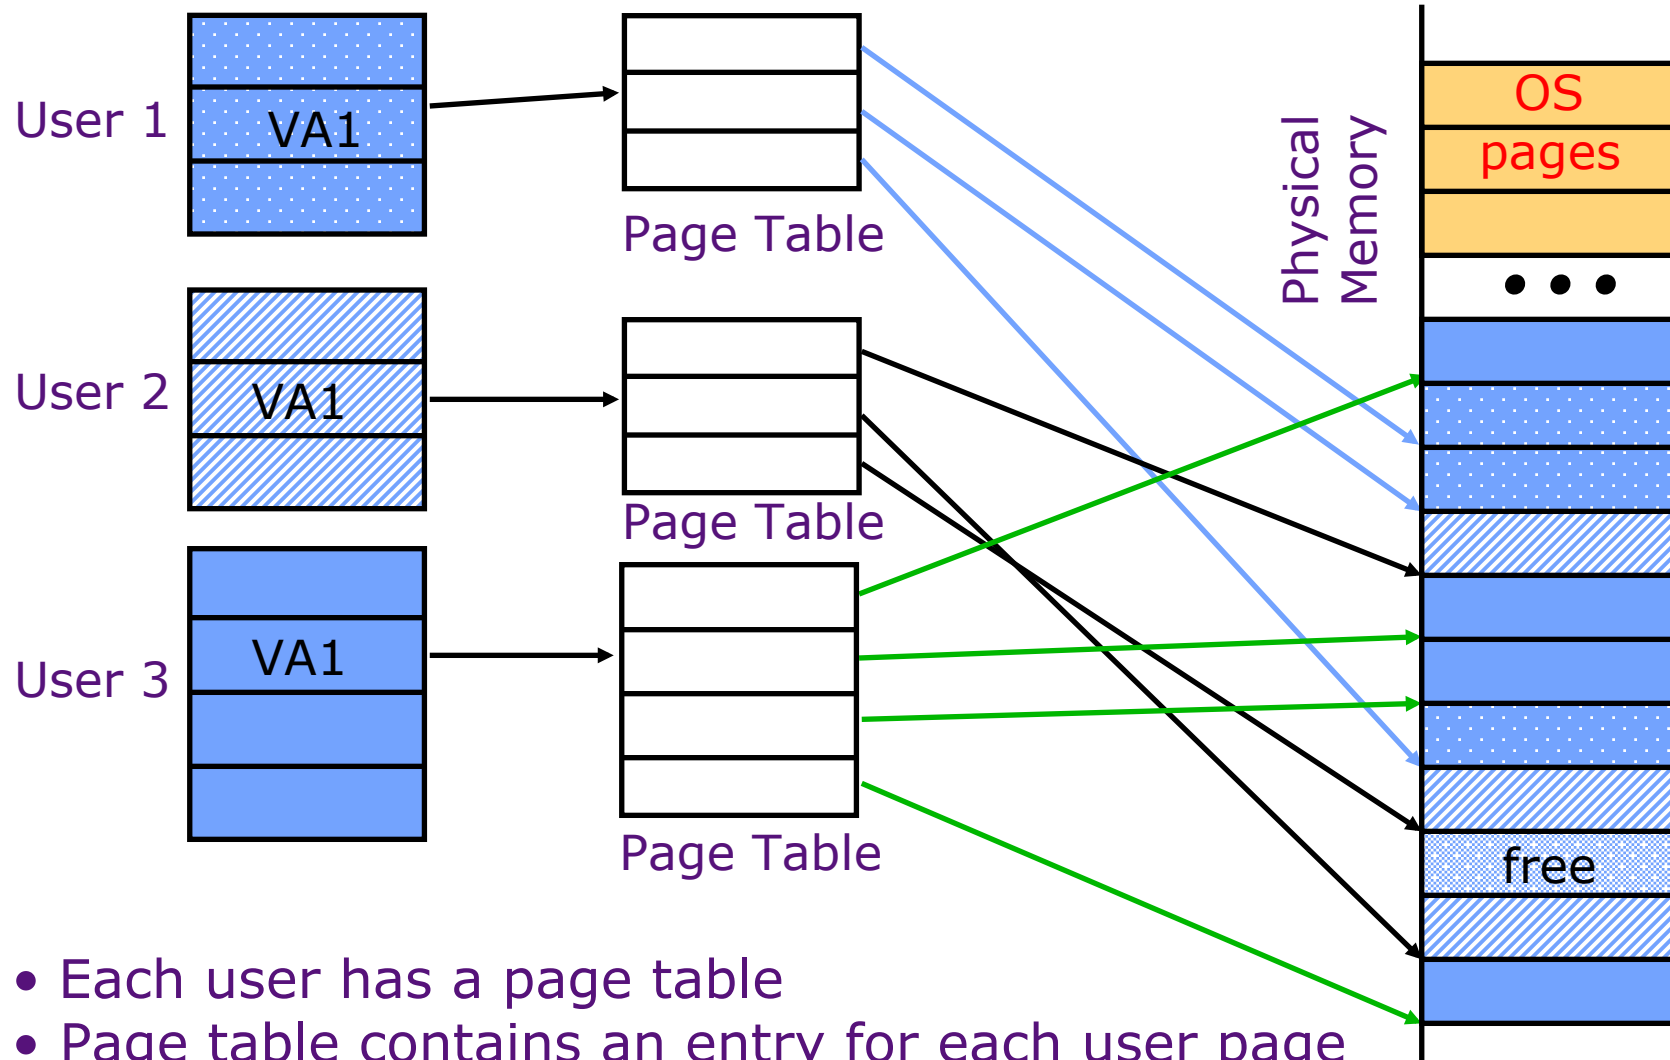 User 1
VA1
Page Table
User 2
VA1
Page Table
User 3
VA1
Page Table
Physical
Memory
OS
pages
• • •
free
• Each user has a page table
• Page table contains an entry for each user page